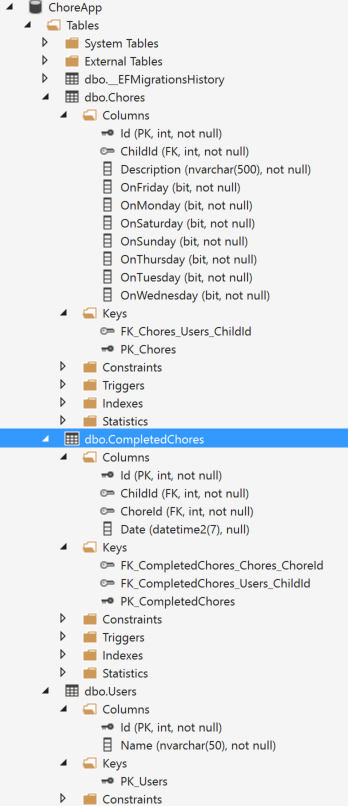 ChoreApp
Tables
System Tables
External Tables
dbo.__EFMigrationsHistory
dbo.Chores
Columns
Id (PK, int, not null)
ChildId (FK, int, not null)
Description (nvarchar(500), not null)
OnFriday (bit, not null)
OnMonday (bit, not null)
OnSaturday (bit, not null)
OnSunday (bit, not null)
OnThursday (bit, not null)
OnTuesday (bit, not null)
OnWednesday (bit, not null)
Keys
FK_Chores_Users_ChildId
PK_Chores
Constraints
Triggers
Indexes
Statistics
dbo.CompletedChores
Columns
Id (PK, int, not null)
ChildId (FK, int, not null)
ChoreId (FK, int, not null)
Date (datetime2(7), null)
Keys
FK_CompletedChores_Chores_ChoreId
FK_CompletedChores_Users_ChildId
PK_CompletedChores
Constraints
Triggers
Indexes
Statistics
dbo.Users
Columns
Id (PK, int, not null)
Name (nvarchar(50), not null)
Keys
PK_Users
Constraints